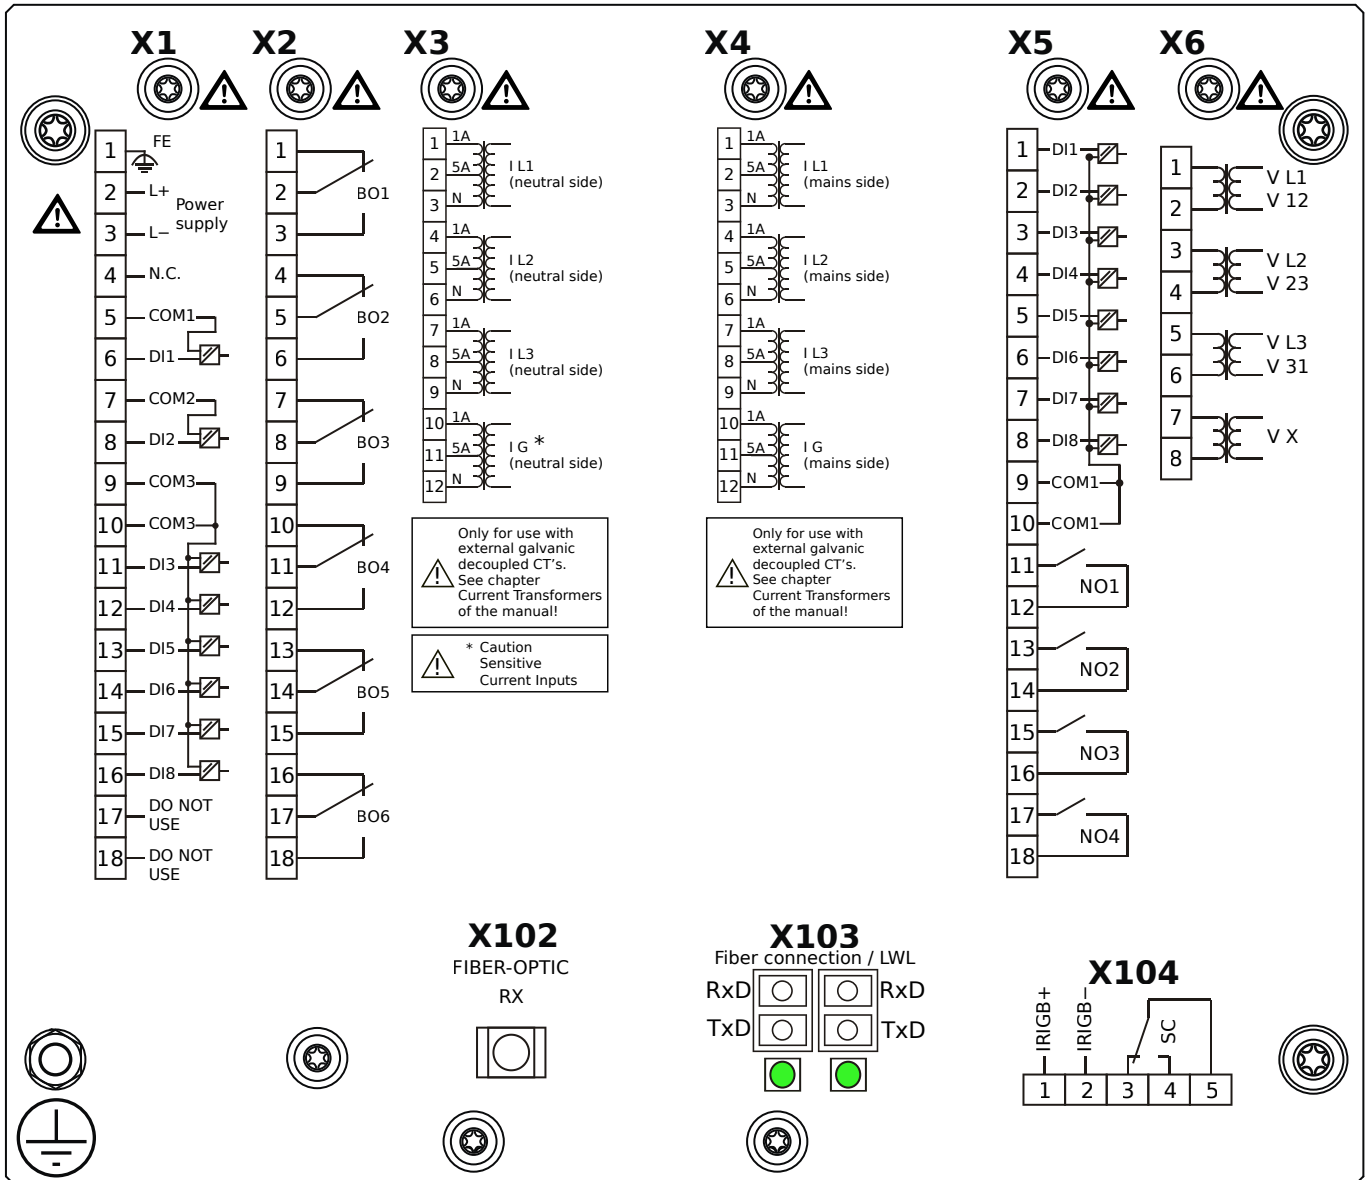 X1 X2 X3 X4 X5 X6
1 FE
2 L+
Power
supply
3 L−
4 N.C.
5 COM1
6 DI1
7 COM2
8 DI2
9 COM3
10 COM3
11 DI3
12 DI4
13 DI5
14 DI6
15 DI7
16 DI8
17 DO NOT
USE
18 DO NOT
USE
1
2 BO1
3
4
5 BO2
6
7
8 BO3
9
10
11 BO4
12
13
14 BO5
15
16
17 BO6
18
1 1A
2 5A I L1
(neutral side)
3 N
4 1A
5 5A I L2
(neutral side)
6 N
7 1A
8 5A I L3
(neutral side)
9 N
10 1A
11 5A I G *
(neutral side)
12 N
Only for use with
external galvanic
decoupled CT's.
See chapter
Current Transformers
of the manual!
* Caution
Sensitive
Current Inputs
1 1A
2 5A I L1
(mains side)
3 N
4 1A
5 5A I L2
(mains side)
6 N
7 1A
8 5A I L3
(mains side)
9 N
10 1A
11 5A I G
(mains side)
12 N
Only for use with
external galvanic
decoupled CT's.
See chapter
Current Transformers
of the manual!
1 DI1
2 DI2
3 DI3
4 DI4
5 DI5
6 DI6
7 DI7
8 DI8
9 COM1
10 COM1
11
NO1
12
13
NO2
14
15
NO3
16
17
NO4
18
1
V L1
V 12
2
3
V L2
V 23
4
5
V L3
V 31
6
7
V X
8
X102
FIBER-OPTIC
RX
X103
Fiber connection / LWL
RxD RxD
TxD TxD
X104
IRIGB+ IRIGB− SC
1 2 3 4 5